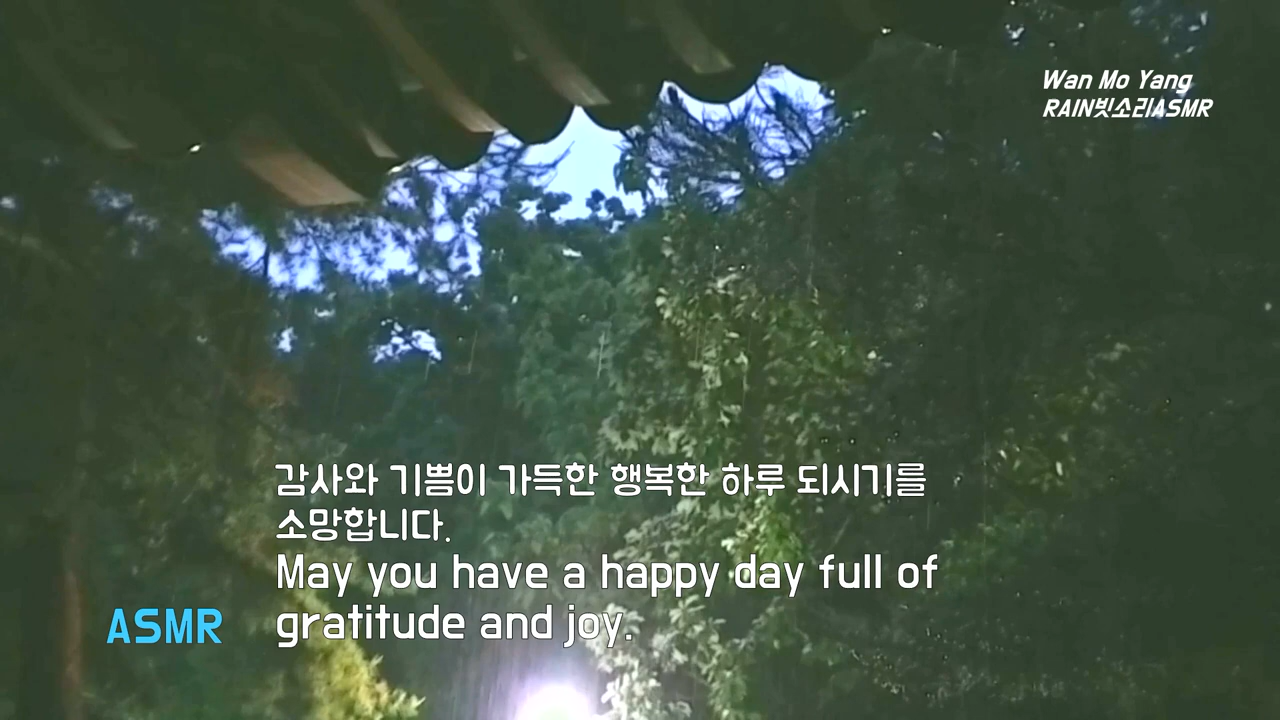 Wan Mo Yang
RAIN빗소리ASMR
감사와 기쁨이 가득한 행복한 하루 되시기를
소망합니다.
May you have a happy day full of
gratitude and joy.
ASMR